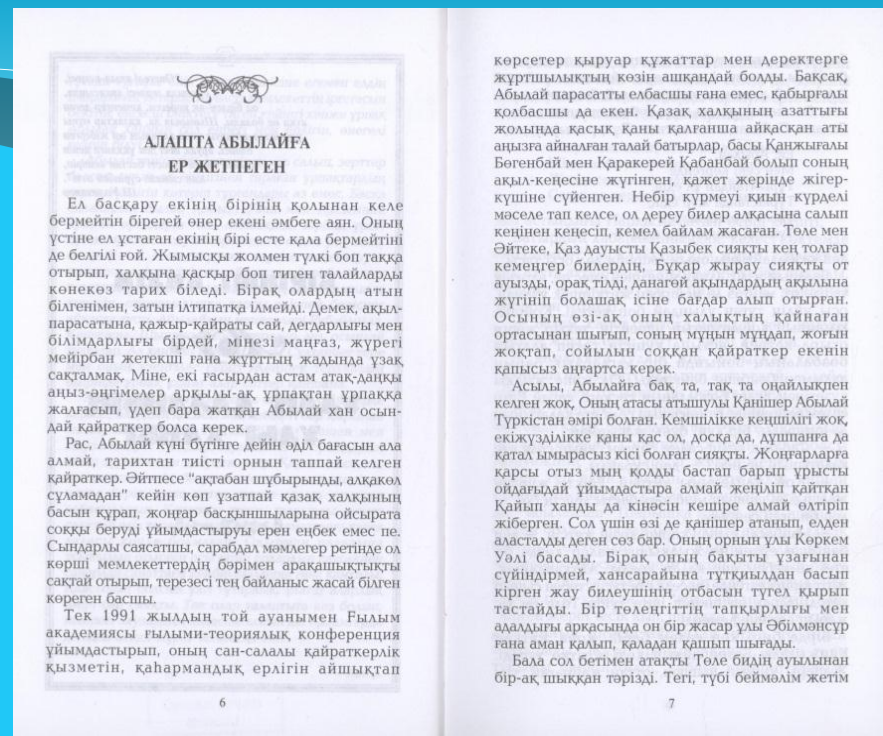 АЛАШТА АБЫЛАЙҒА
ЕР ЖЕТПЕГЕН
Ел басқару екінің бірінің қолынан келе
бермейтін бірегей өнер екені әмбеге аян. Оның
үстіне ел ұстаған екінің бірі есте қала бермейтіні
де белгілі ғой. Жымысқы жолмен түлкі боп таққа
отырып, халқына қасқыр боп тиген талайларды
көнекөз тарих біледі. Бірақ олардың атын
білгенімен, затын ілтипатқа ілмейді. Демек, ақыл-
парасатына, қажыр-қайраты сай, дегдарлығы мен
білімдарлығы бірдей, мінезі маңғаз, жүрегі
мейірбан жетекші ғана жұрттың жадында ұзақ
сақталмақ. Міне, екі ғасырдан астам атақ-даңқы
аңыз-әңгімелер арқылы-ақ ұрпақтан ұрпаққа
жалғасып, үдеп бара жатқан Абылай хан осын-
дай қайраткер болса керек.
Рас, Абылай күні бүгінге дейін әділ бағасын ала
алмай, тарихтан тиісті орнын таппай келген
қайраткер. Әйтпесе “ақтабан шұбырынды, алқакөл
сұламадан” кейін көп ұзатпай қазақ халқының
басын құрап, жоңғар басқыншыларына ойсырата
соққы беруді ұйымдастыруы ерен еңбек емес пе.
Сыңдарлы саясатшы, сарабдал мәмлегер ретінде ол
көрші мемлекеттердің бәрімен арақашықтықты
сақтай отырып, терезесі тең байланыс жасай білген
көреген басшы.
Тек 1991 жылдың той ауанымен Ғылым
академиясы ғылыми-теориялық конференция
ұйымдастырып, оның сан-салалы қайраткерлік
қызметін, қаһармандық ерлігін айшықтап
6
көрсетер қыруар құжаттар мен деректерге
жұртшылықтың көзін ашқандай болды. Бақсақ,
Абылай парасатты елбасшы ғана емес, қабырғалы
қолбасшы да екен. Қазақ халқының азаттығы
жолында қасық қаны қалғанша айқасқан аты
аңызға айналған талай батырлар, басы Қанжығалы
Бөгенбай мен Қаракерей Қабанбай болып соның
ақыл-кеңесіне жүгінген, қажет жерінде жігер-
күшіне сүйенген. Небір күрмеуі қиын күрделі
мәселе тап келсе, ол дереу билер алқасына салып
кеңінен кеңесіп, кемел байлам жасаған. Төле мен
Әйтеке, Қаз дауысты Қазыбек сияқты кең толғар
кемеңгер билердің, Бұқар жырау сияқты от
ауызды, орақ тілді, данагөй ақындардың ақылына
жүгініп болашақ ісіне бағдар алып отырған.
Осының өзі-ақ оның халықтың қайнаған
ортасынан шығып, соның мұңын мұңдап, жоғын
жоқтап, сойылын соққан қайраткер екенін
қапысыз аңғартса керек.
Асылы, Абылайға бақ та, тақ та оңайлықпен
келген жоқ. Оның атасы атышулы Қанішер Абылай
Түркістан әмірі болған. Кемшілікке кеңшілігі жоқ,
екіжүзділікке қаны қас ол, досқа да, дұшпанға да
қатал ымырасыз кісі болған сияқты. Жоңғарларға
қарсы отыз мың қолды бастап барып ұрысты
ойдағыдай ұйымдастыра алмай жеңіліп қайтқан
Қайып ханды да кінәсін кешіре алмай өлтіріп
жіберген. Сол үшін өзі де қанішер атанып, елден
аласталды деген сөз бар. Оның орнын ұлы Көркем
Уәлі басады. Бірақ оның бақыты ұзағынан
сүйіндірмей, хансарайына тұтқиылдан басып
кірген жау билеушінің отбасын түгел қырып
тастайды. Бір төлеңгіттің тапқырлығы мен
адалдығы арқасында он бір жасар ұлы Әбілмәнсүр
ғана аман қалып, қаладан қашып шығады.
Бала сол бетімен атақты Төле бидің ауылынан
бір-ақ шыққан тәрізді. Тегі, түбі беймәлім жетім
7